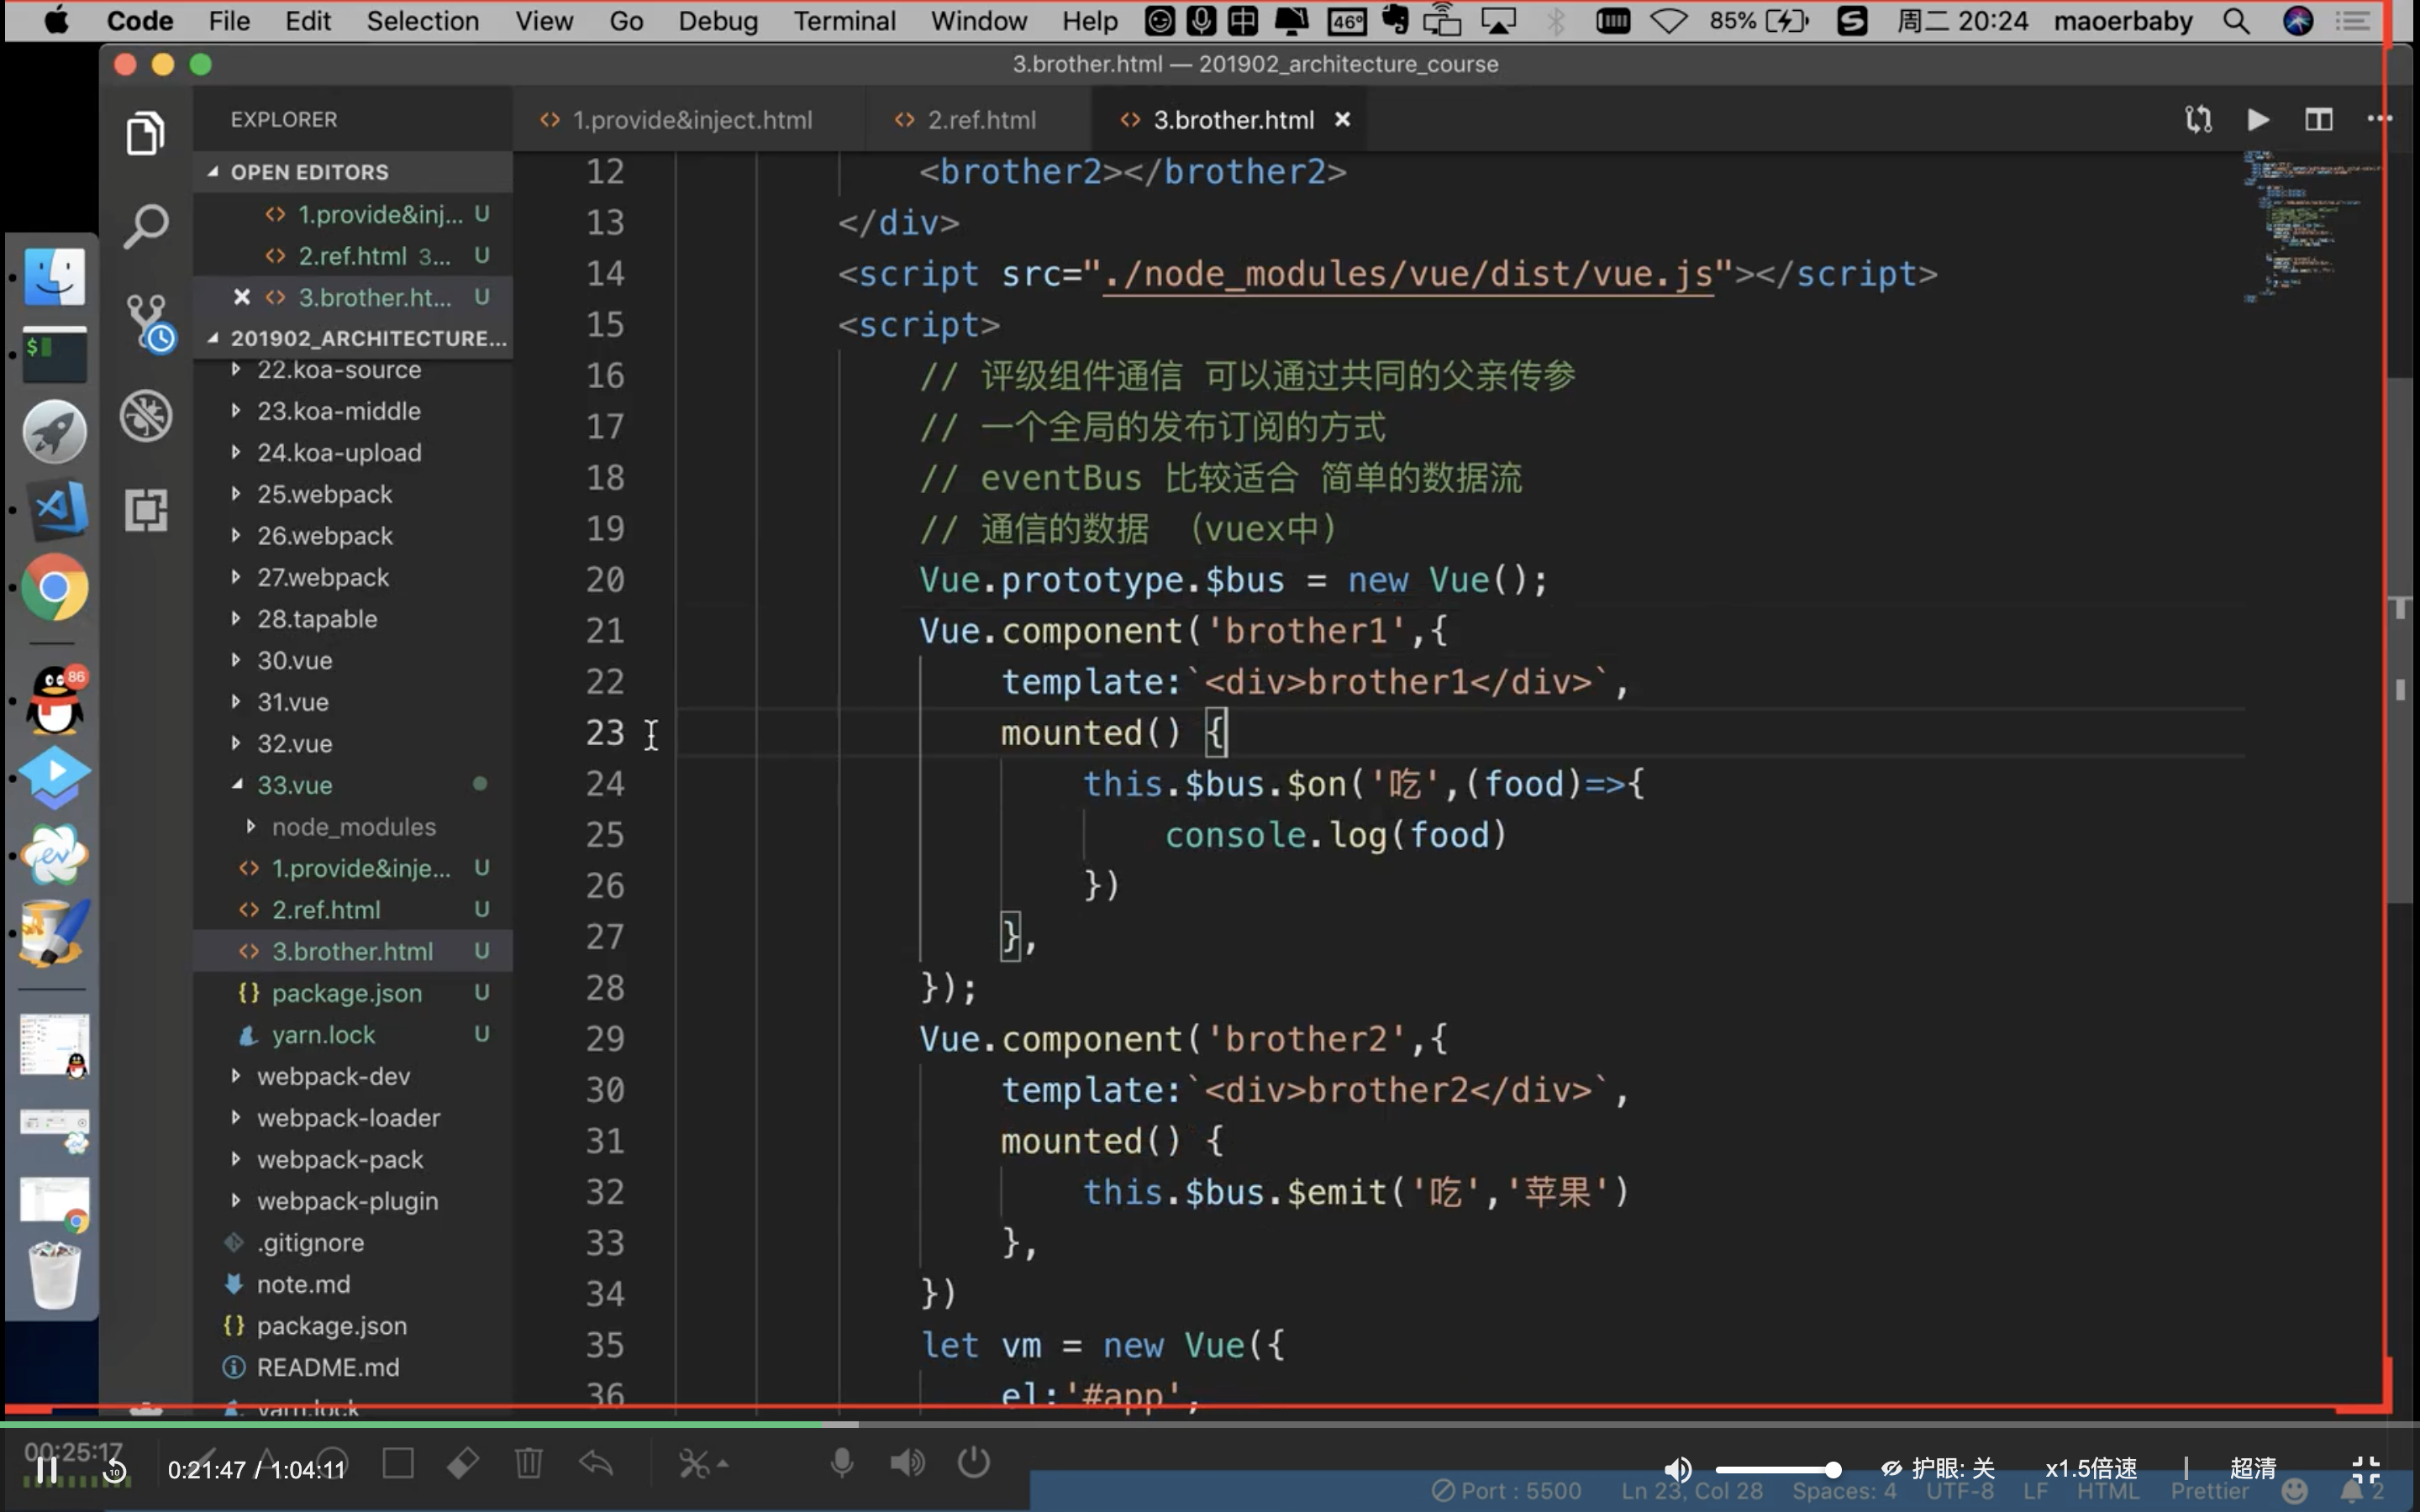 Code File Edit Selection View Go Debug Terminal Window Help 中 46° 85% 周二 20:24 maoerbaby
3.brother.html — 201902_architecture_course
EXPLORER
1.provide&inject.html
2.ref.html
3.brother.html
OPEN EDITORS
1.provide&inj... U
2.ref.html 3... U
3.brother.ht... U
201902_ARCHITECTURE...
22.koa-source
23.koa-middle
24.koa-upload
25.webpack
26.webpack
27.webpack
28.tapable
30.vue
31.vue
32.vue
33.vue
node_modules
1.provide&inje... U
2.ref.html U
3.brother.html U
package.json U
yarn.lock U
webpack-dev
webpack-loader
webpack-pack
webpack-plugin
.gitignore
note.md
package.json
README.md
yarn.lock
$
86
ev
12 <brother2></brother2>
13 </div>
14 <script src="./node_modules/vue/dist/vue.js"></script>
15 <script>
16 // 评级组件通信 可以通过共同的父亲传参
17 // 一个全局的发布订阅的方式
18 // eventBus 比较适合 简单的数据流
19 // 通信的数据 （vuex中）
20 Vue.prototype.$bus = new Vue();
21 Vue.component('brother1',{
22 template:`<div>brother1</div>`,
23 mounted() {
24 this.$bus.$on('吃',(food)=>{
25 console.log(food)
26 })
27 },
28 });
29 Vue.component('brother2',{
30 template:`<div>brother2</div>`,
31 mounted() {
32 this.$bus.$emit('吃','苹果')
33 },
34 })
35 let vm = new Vue({
36 el:'#app',
00:25:17
10 0:21:47 / 1:04:11
护眼: 关 x1.5倍速 | 超清
Port : 5500 Ln 23, Col 28 Spaces: 4 UTF-8 LF HTML Prettier 2